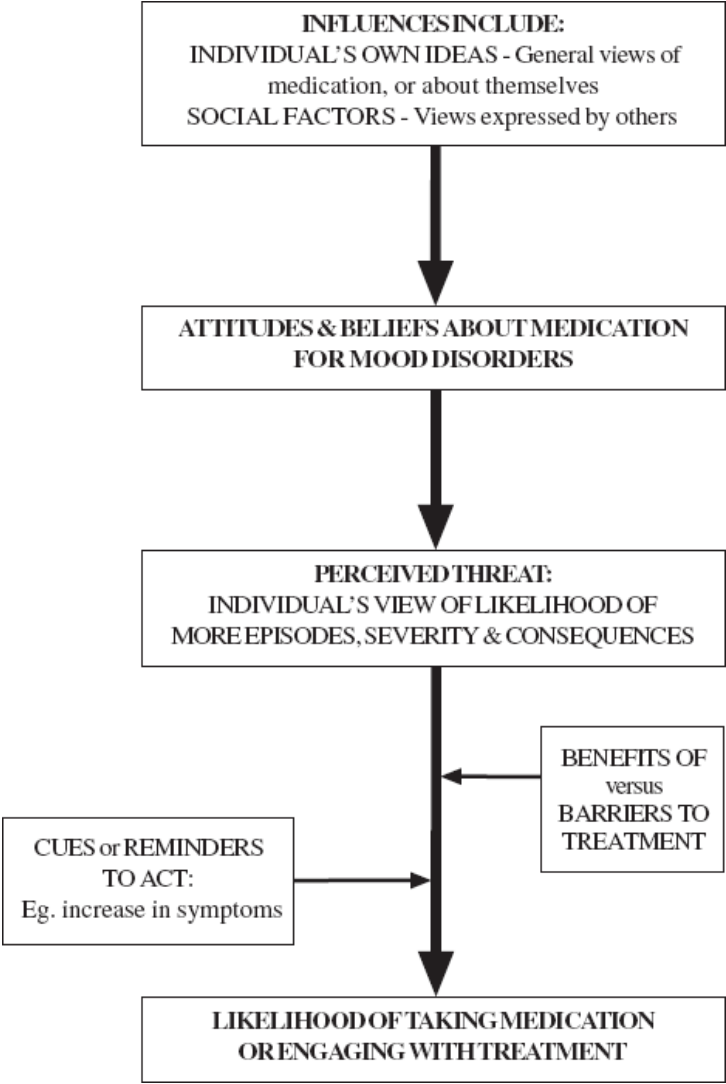 INFLUENCES INCLUDE:
INDIVIDUAL'S OWN IDEAS - General views of
medication, or about themselves
SOCIAL FACTORS - Views expressed by others
ATTITUDES & BELIEFS ABOUT MEDICATION
FOR MOOD DISORDERS
PERCEIVED THREAT:
INDIVIDUAL'S VIEW OF LIKELIHOOD OF
MORE EPISODES, SEVERITY & CONSEQUENCES
BENEFITS OF
versus
BARRIERS TO
TREATMENT
CUES or REMINDERS
TO ACT:
Eg. increase in symptoms
LIKELIHOOD OF TAKING MEDICATION
OR ENGAGING WITH TREATMENT